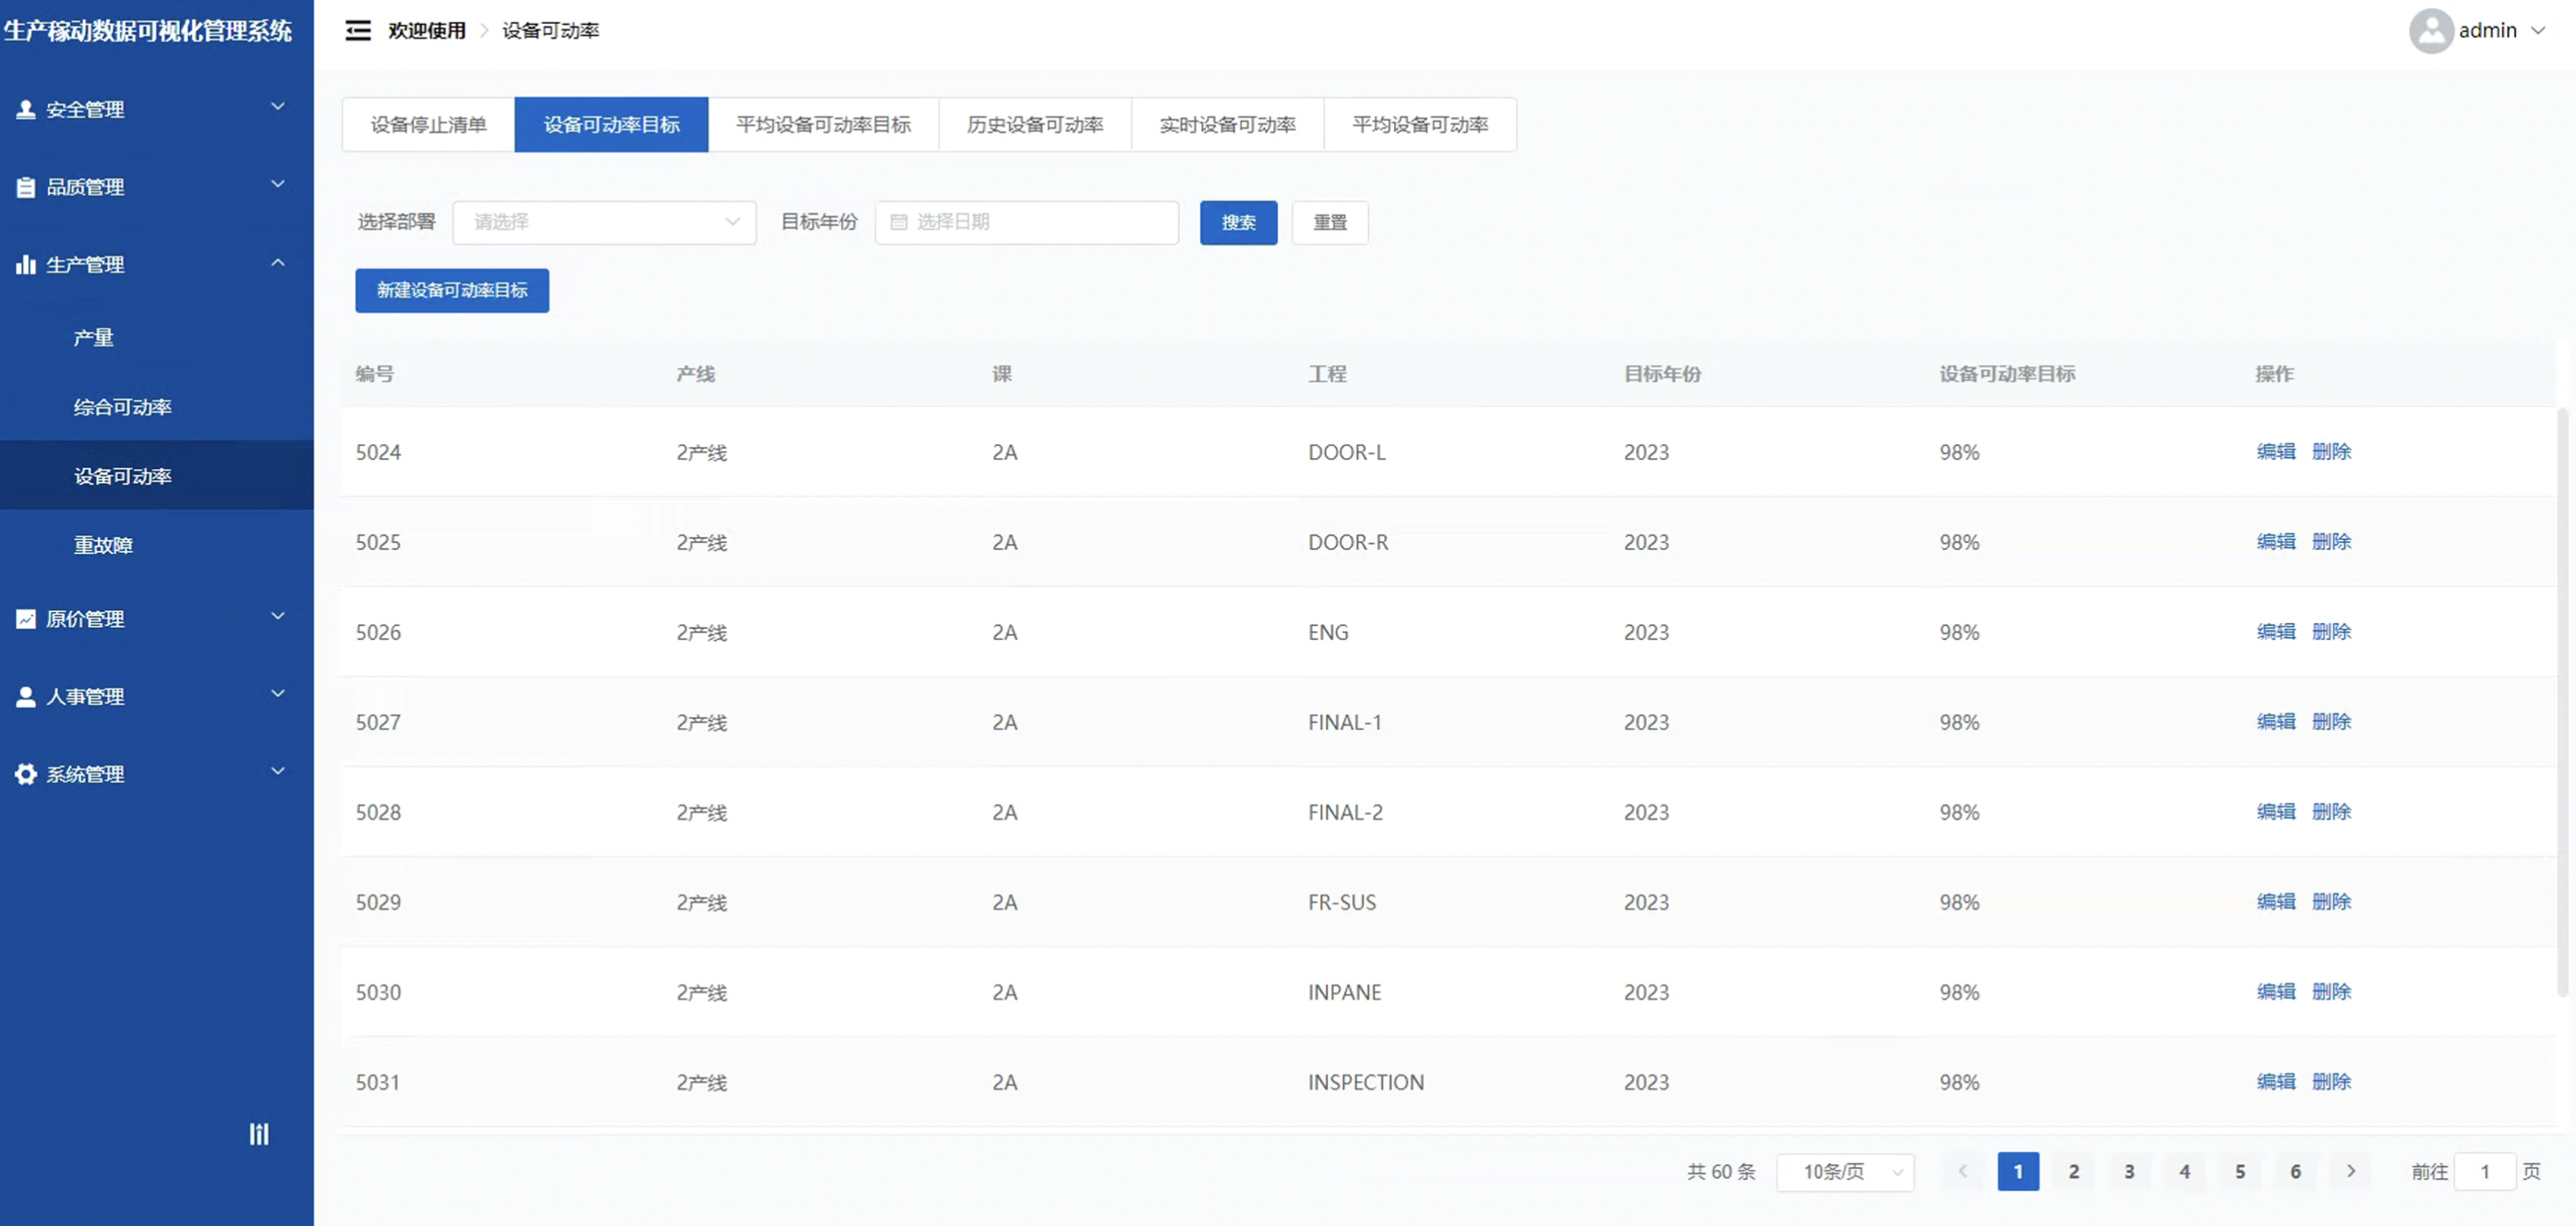 生产稼动数据可视化管理系统
欢迎使用 > 设备可动率
admin
安全管理
品质管理
生产管理
产量
综合可动率
设备可动率
重故障
原价管理
人事管理
系统管理
设备停止清单 设备可动率目标 平均设备可动率目标 历史设备可动率 实时设备可动率 平均设备可动率
选择部署 请选择 目标年份 选择日期 搜索 重置
新建设备可动率目标
编号 产线 课 工程 目标年份 设备可动率目标 操作
5024 2产线 2A DOOR-L 2023 98% 编辑 删除
5025 2产线 2A DOOR-R 2023 98% 编辑 删除
5026 2产线 2A ENG 2023 98% 编辑 删除
5027 2产线 2A FINAL-1 2023 98% 编辑 删除
5028 2产线 2A FINAL-2 2023 98% 编辑 删除
5029 2产线 2A FR-SUS 2023 98% 编辑 删除
5030 2产线 2A INPANE 2023 98% 编辑 删除
5031 2产线 2A INSPECTION 2023 98% 编辑 删除
共 60 条 10条/页 < 1 2 3 4 5 6 > 前往 1 页